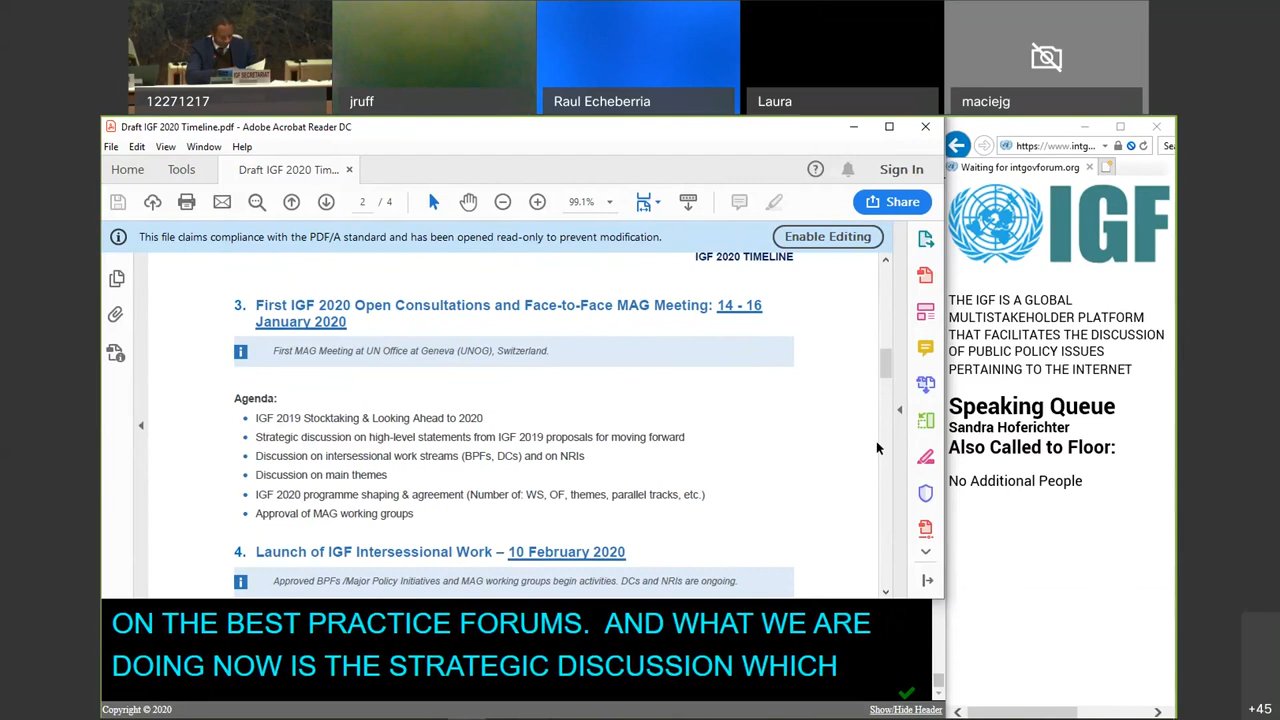 IGF SECRETARIAT
12271217
jruff
Raul Echeberria
Laura
maciejg
Draft IGF 2020 Timeline.pdf - Adobe Acrobat Reader DC
File Edit View Window Help
Home Tools Draft IGF 2020 Tim... × Sign In
2 / 4 99.1% Share
This file claims compliance with the PDF/A standard and has been opened read-only to prevent modification. Enable Editing
IGF 2020 TIMELINE
3. First IGF 2020 Open Consultations and Face-to-Face MAG Meeting: 14 - 16
January 2020
First MAG Meeting at UN Office at Geneva (UNOG), Switzerland.
Agenda:
• IGF 2019 Stocktaking & Looking Ahead to 2020
• Strategic discussion on high-level statements from IGF 2019 proposals for moving forward
• Discussion on intersessional work streams (BPFs, DCs) and on NRIs
• Discussion on main themes
• IGF 2020 programme shaping & agreement (Number of: WS, OF, themes, parallel tracks, etc.)
• Approval of MAG working groups
4. Launch of IGF Intersessional Work – 10 February 2020
Approved BPFs /Major Policy Initiatives and MAG working groups begin activities. DCs and NRIs are ongoing.
https://www.intg...
Sea
Waiting for intgovforum.org ×
IGF
THE IGF IS A GLOBAL
MULTISTAKEHOLDER PLATFORM
THAT FACILITATES THE DISCUSSION
OF PUBLIC POLICY ISSUES
PERTAINING TO THE INTERNET
Speaking Queue
Sandra Hoferichter
Also Called to Floor:
No Additional People
ON THE BEST PRACTICE FORUMS. AND WHAT WE ARE
DOING NOW IS THE STRATEGIC DISCUSSION WHICH
Copyright © 2020 Show/Hide Header
+45